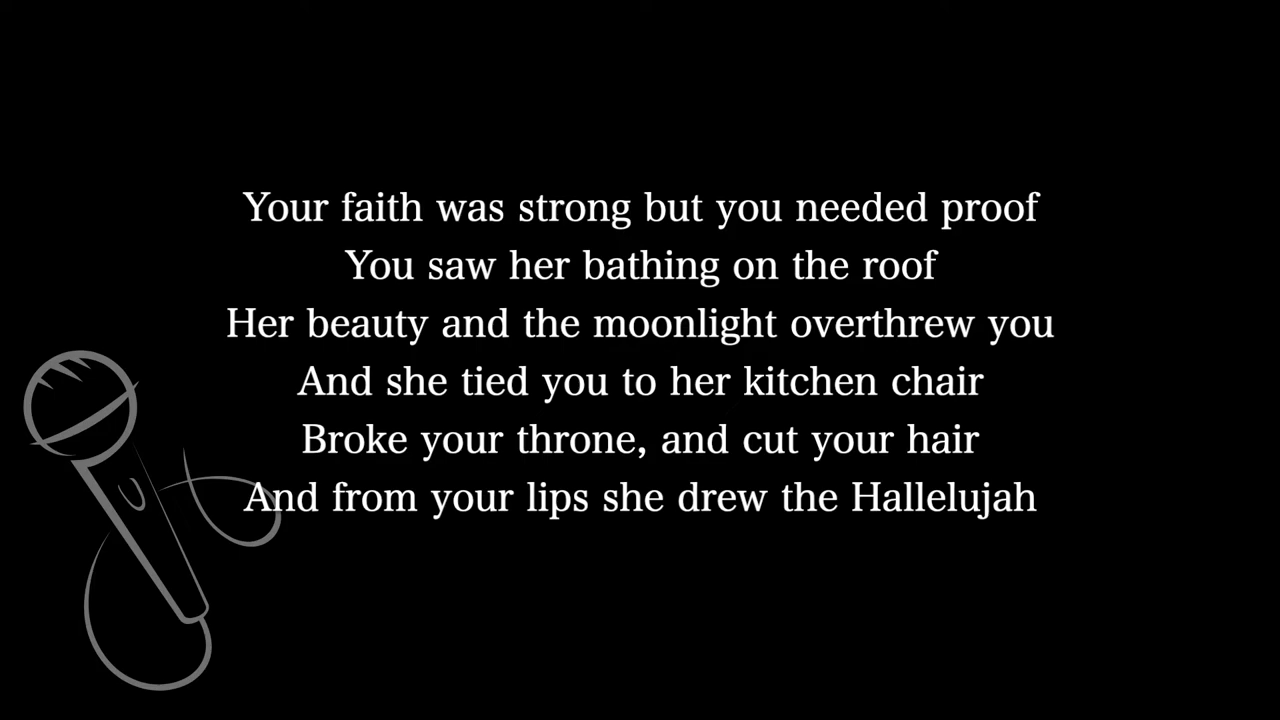 Your faith was strong but you needed proof
You saw her bathing on the roof
Her beauty and the moonlight overthrew you
And she tied you to her kitchen chair
Broke your throne, and cut your hair
And from your lips she drew the Hallelujah